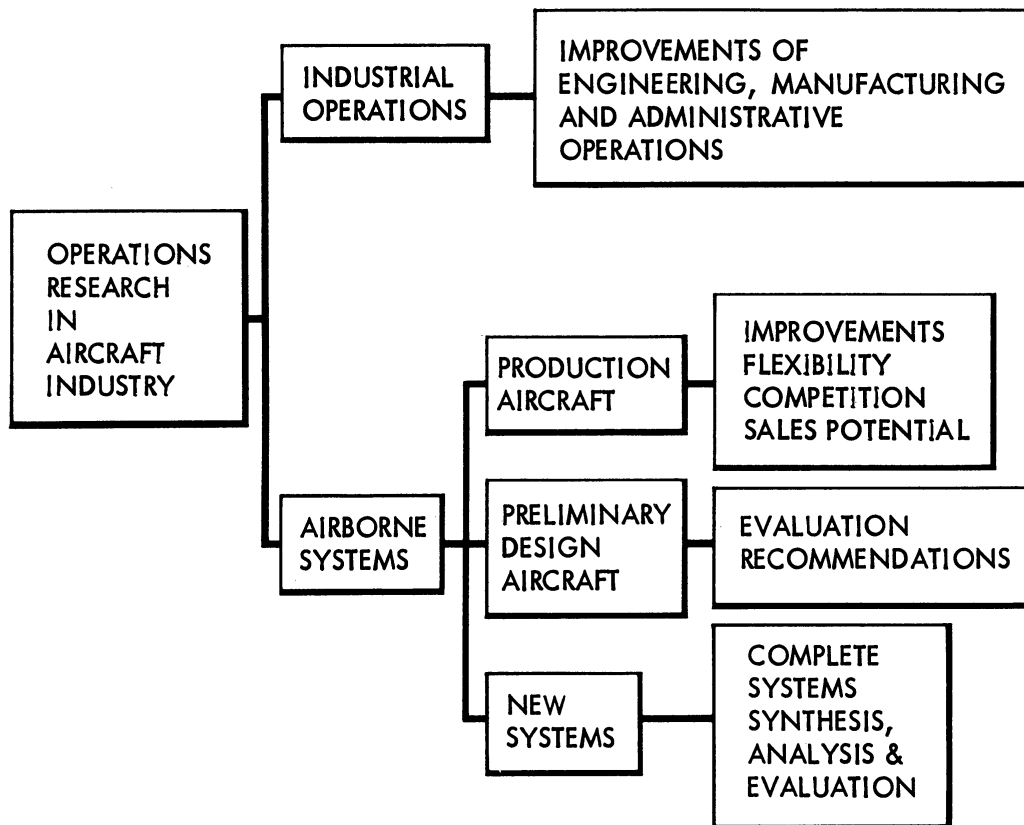 INDUSTRIAL
OPERATIONS
IMPROVEMENTS OF
ENGINEERING, MANUFACTURING
AND ADMINISTRATIVE
OPERATIONS
OPERATIONS
RESEARCH
IN
AIRCRAFT
INDUSTRY
PRODUCTION
AIRCRAFT
IMPROVEMENTS
FLEXIBILITY
COMPETITION
SALES POTENTIAL
AIRBORNE
SYSTEMS
PRELIMINARY
DESIGN
AIRCRAFT
EVALUATION
RECOMMENDATIONS
NEW
SYSTEMS
COMPLETE
SYSTEMS
SYNTHESIS,
ANALYSIS &
EVALUATION